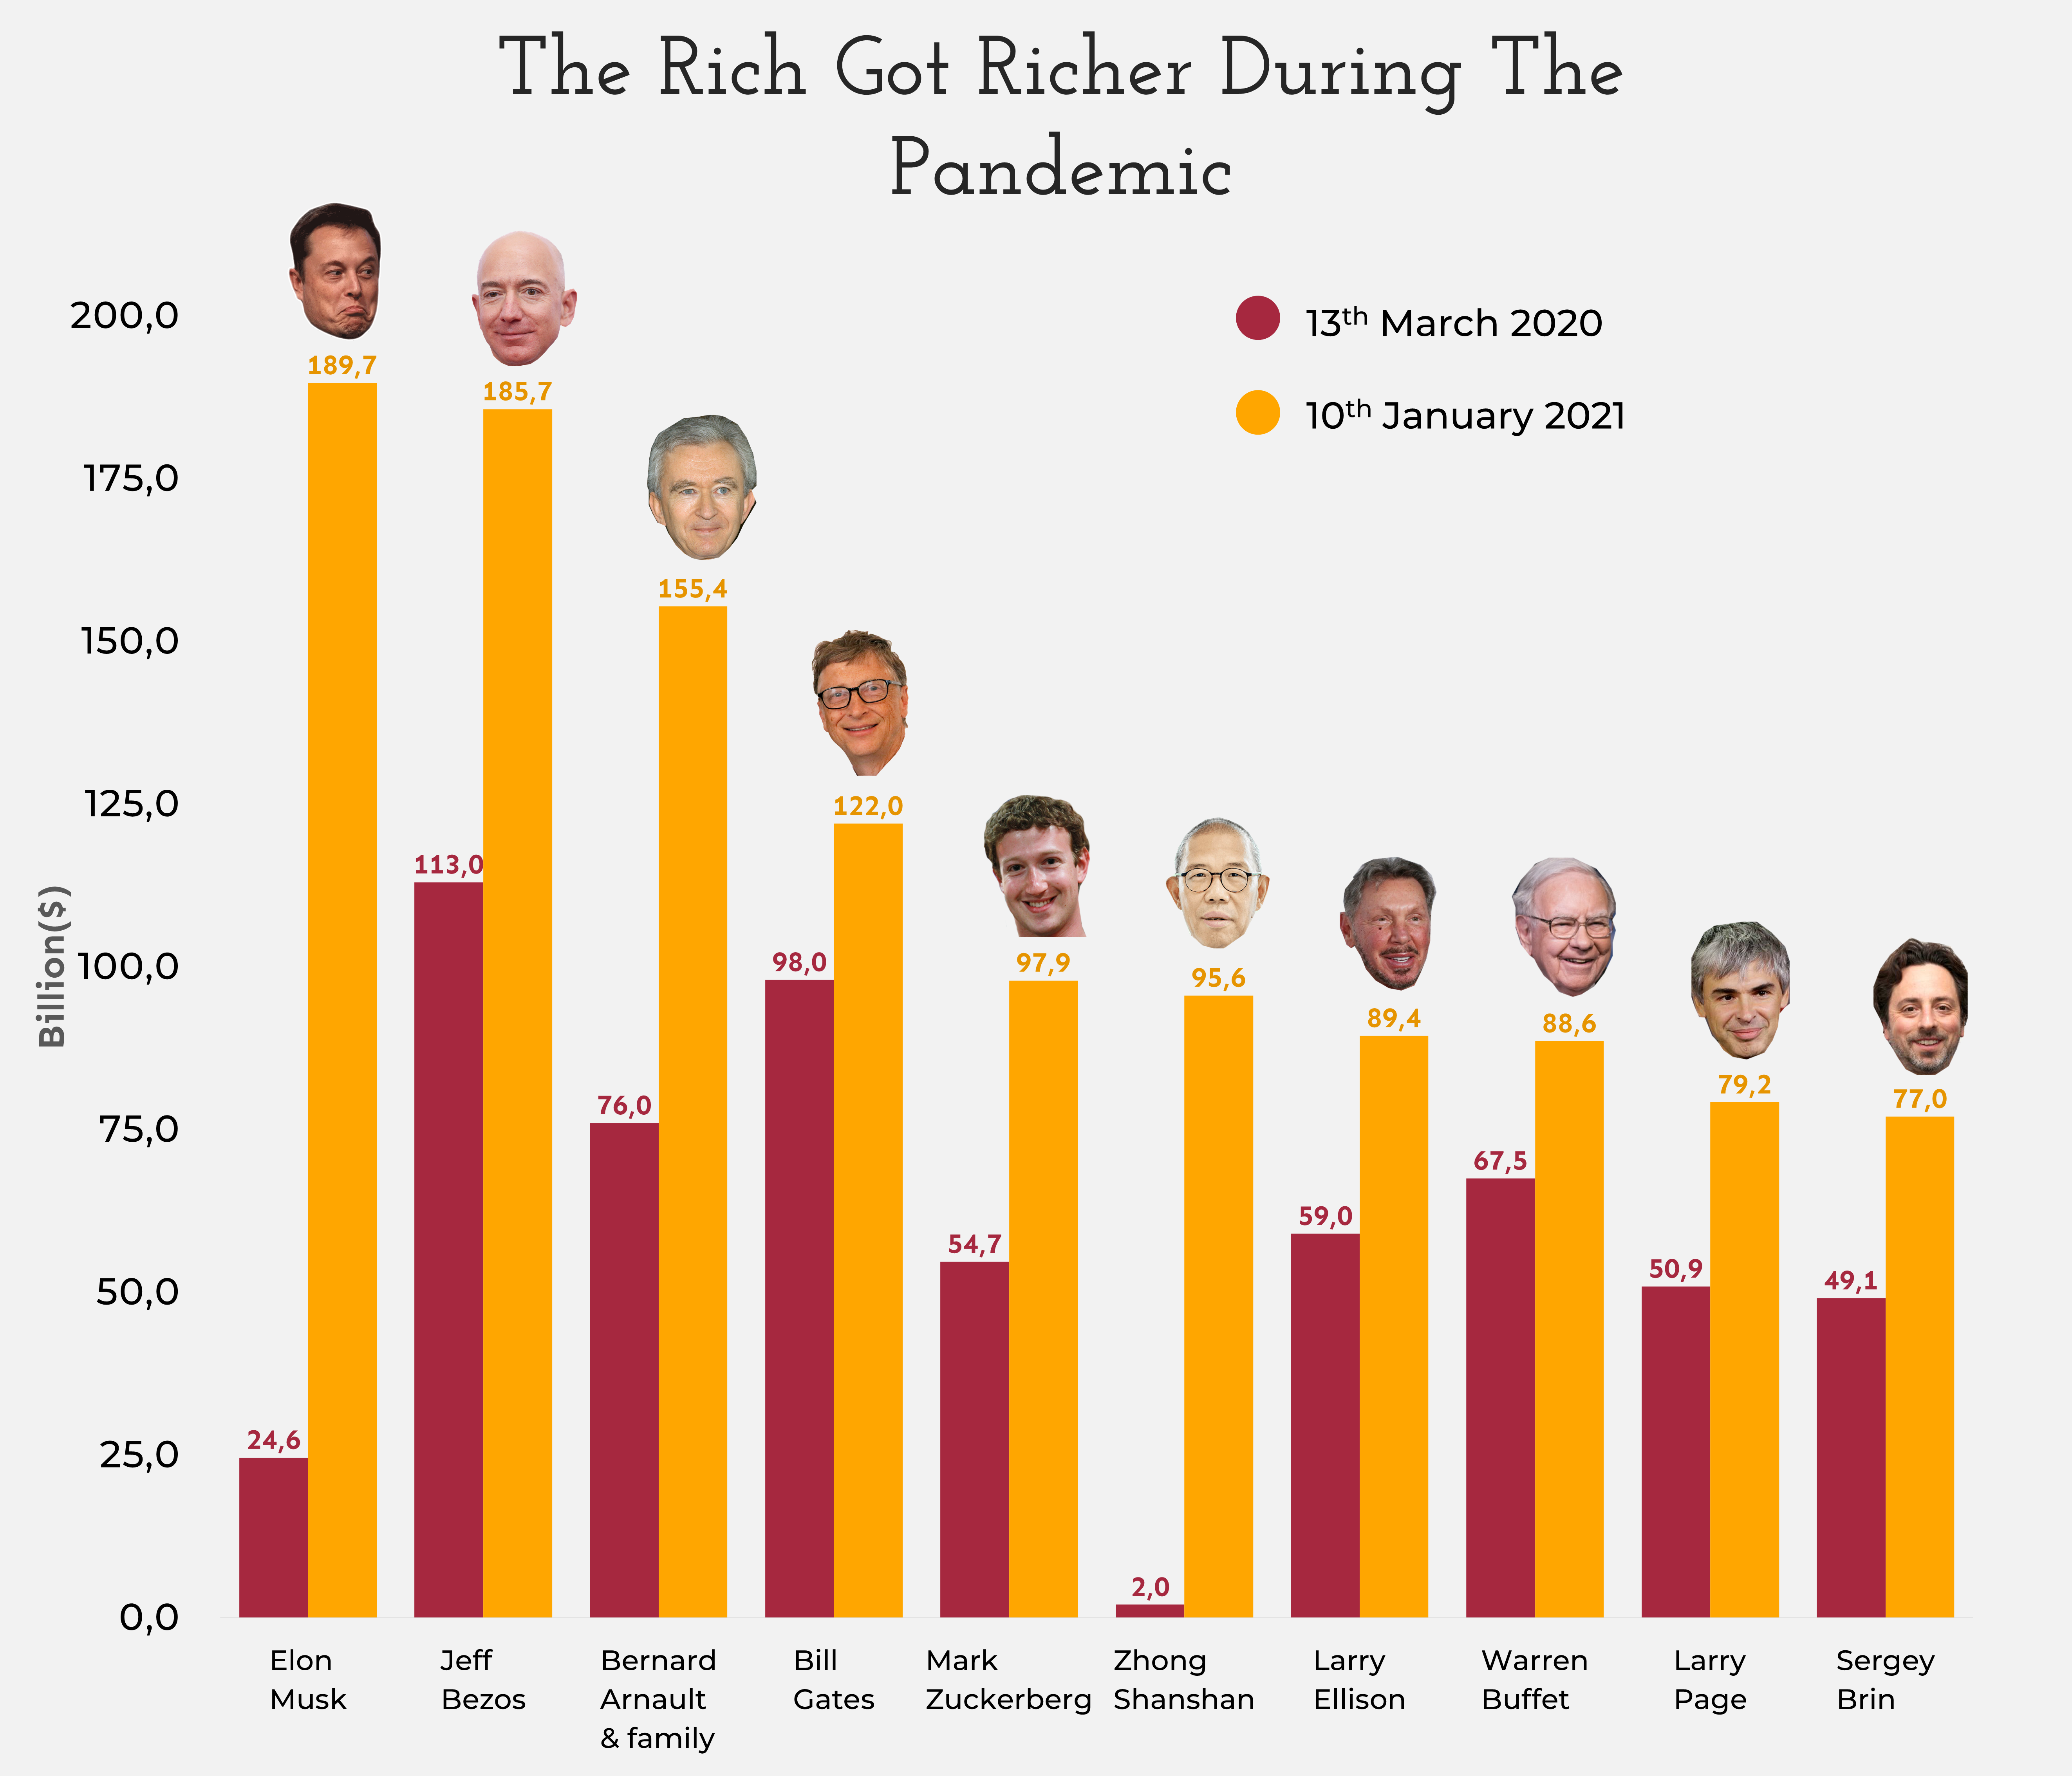 The Rich Got Richer During The
Pandemic
13th March 2020
10th January 2021
Billion($)
200,0
175,0
150,0
125,0
100,0
75,0
50,0
25,0
0,0
24,6
189,7
113,0
185,7
76,0
155,4
98,0
122,0
54,7
97,9
2,0
95,6
59,0
89,4
67,5
88,6
50,9
79,2
49,1
77,0
Elon
Musk
Jeff
Bezos
Bernard
Arnault
& family
Bill
Gates
Mark
Zuckerberg
Zhong
Shanshan
Larry
Ellison
Warren
Buffet
Larry
Page
Sergey
Brin